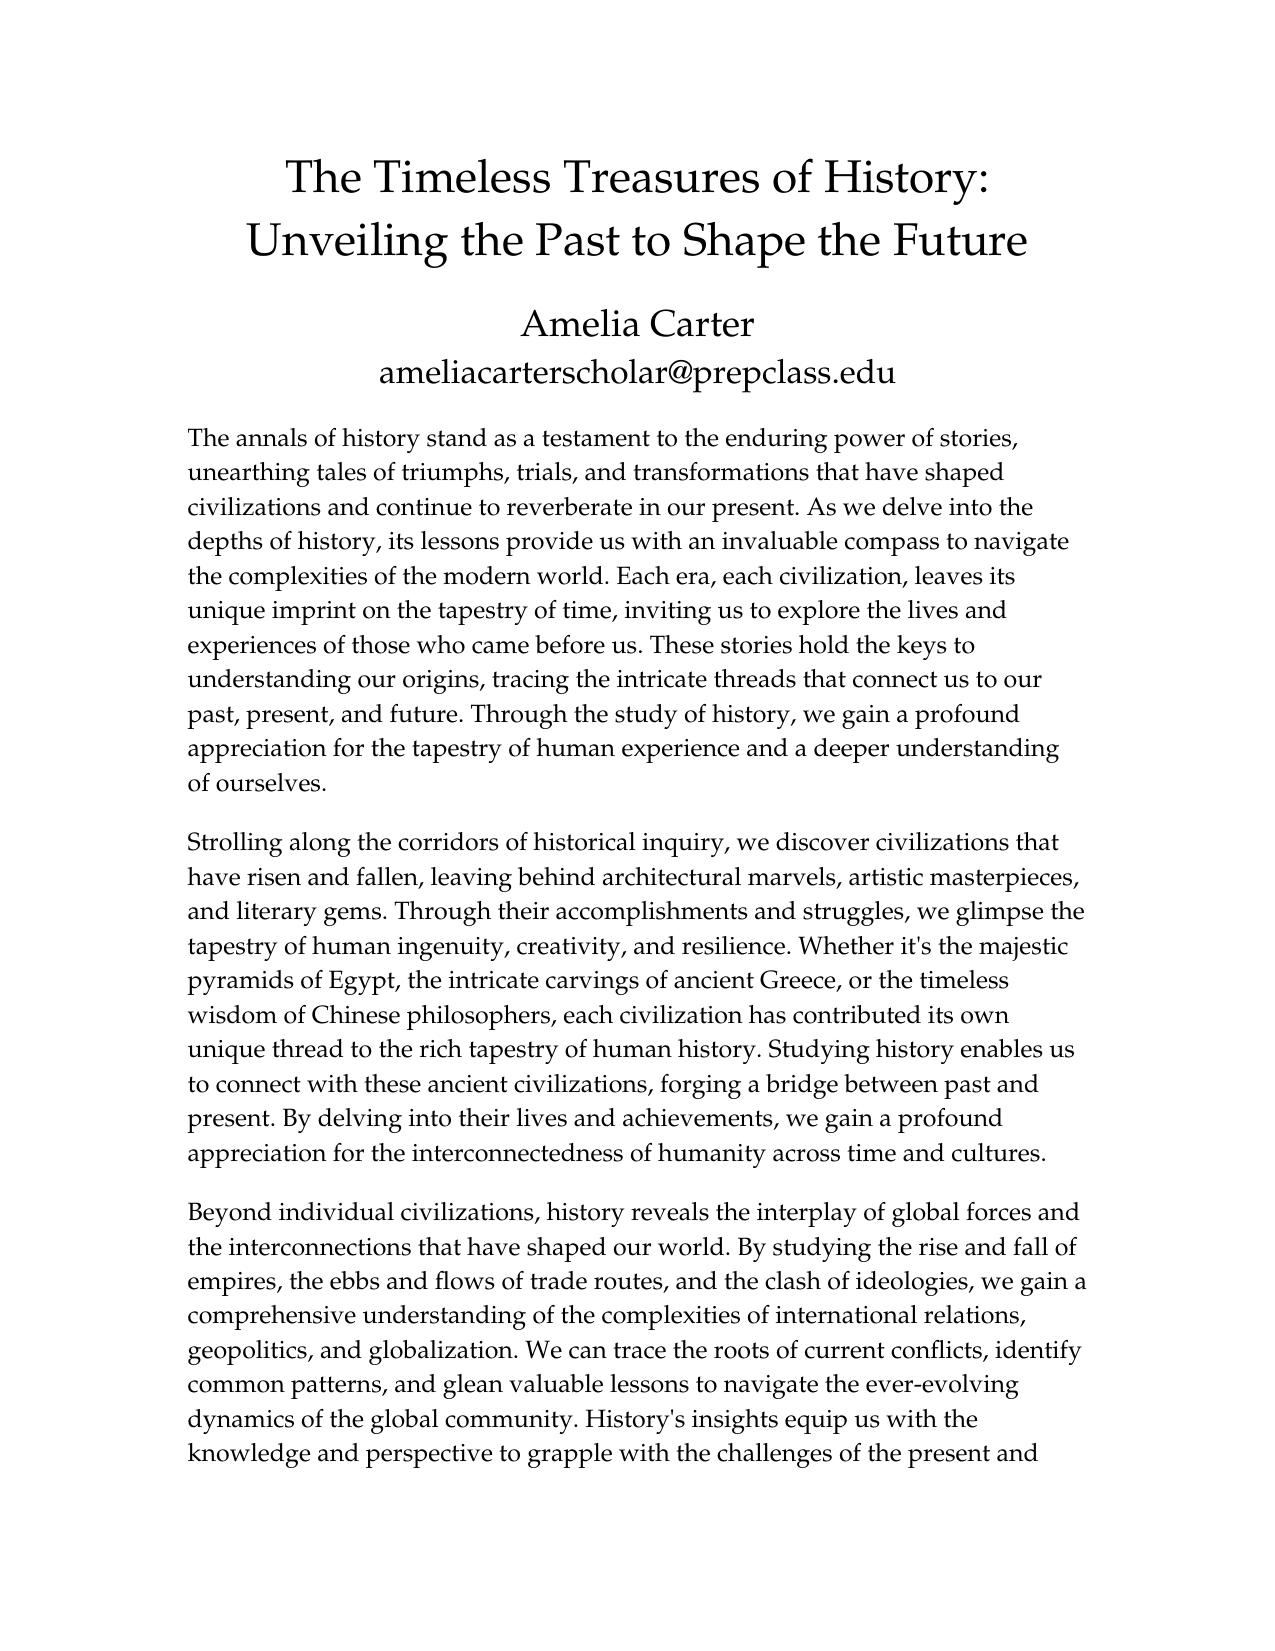 The Timeless Treasures of History:
Unveiling the Past to Shape the Future
Amelia Carter
ameliacarterscholar@prepclass.edu
The annals of history stand as a testament to the enduring power of stories,
unearthing tales of triumphs, trials, and transformations that have shaped
civilizations and continue to reverberate in our present. As we delve into the
depths of history, its lessons provide us with an invaluable compass to navigate
the complexities of the modern world. Each era, each civilization, leaves its
unique imprint on the tapestry of time, inviting us to explore the lives and
experiences of those who came before us. These stories hold the keys to
understanding our origins, tracing the intricate threads that connect us to our
past, present, and future. Through the study of history, we gain a profound
appreciation for the tapestry of human experience and a deeper understanding
of ourselves.
Strolling along the corridors of historical inquiry, we discover civilizations that
have risen and fallen, leaving behind architectural marvels, artistic masterpieces,
and literary gems. Through their accomplishments and struggles, we glimpse the
tapestry of human ingenuity, creativity, and resilience. Whether it's the majestic
pyramids of Egypt, the intricate carvings of ancient Greece, or the timeless
wisdom of Chinese philosophers, each civilization has contributed its own
unique thread to the rich tapestry of human history. Studying history enables us
to connect with these ancient civilizations, forging a bridge between past and
present. By delving into their lives and achievements, we gain a profound
appreciation for the interconnectedness of humanity across time and cultures.
Beyond individual civilizations, history reveals the interplay of global forces and
the interconnections that have shaped our world. By studying the rise and fall of
empires, the ebbs and flows of trade routes, and the clash of ideologies, we gain a
comprehensive understanding of the complexities of international relations,
geopolitics, and globalization. We can trace the roots of current conflicts, identify
common patterns, and glean valuable lessons to navigate the ever-evolving
dynamics of the global community. History's insights equip us with the
knowledge and perspective to grapple with the challenges of the present and